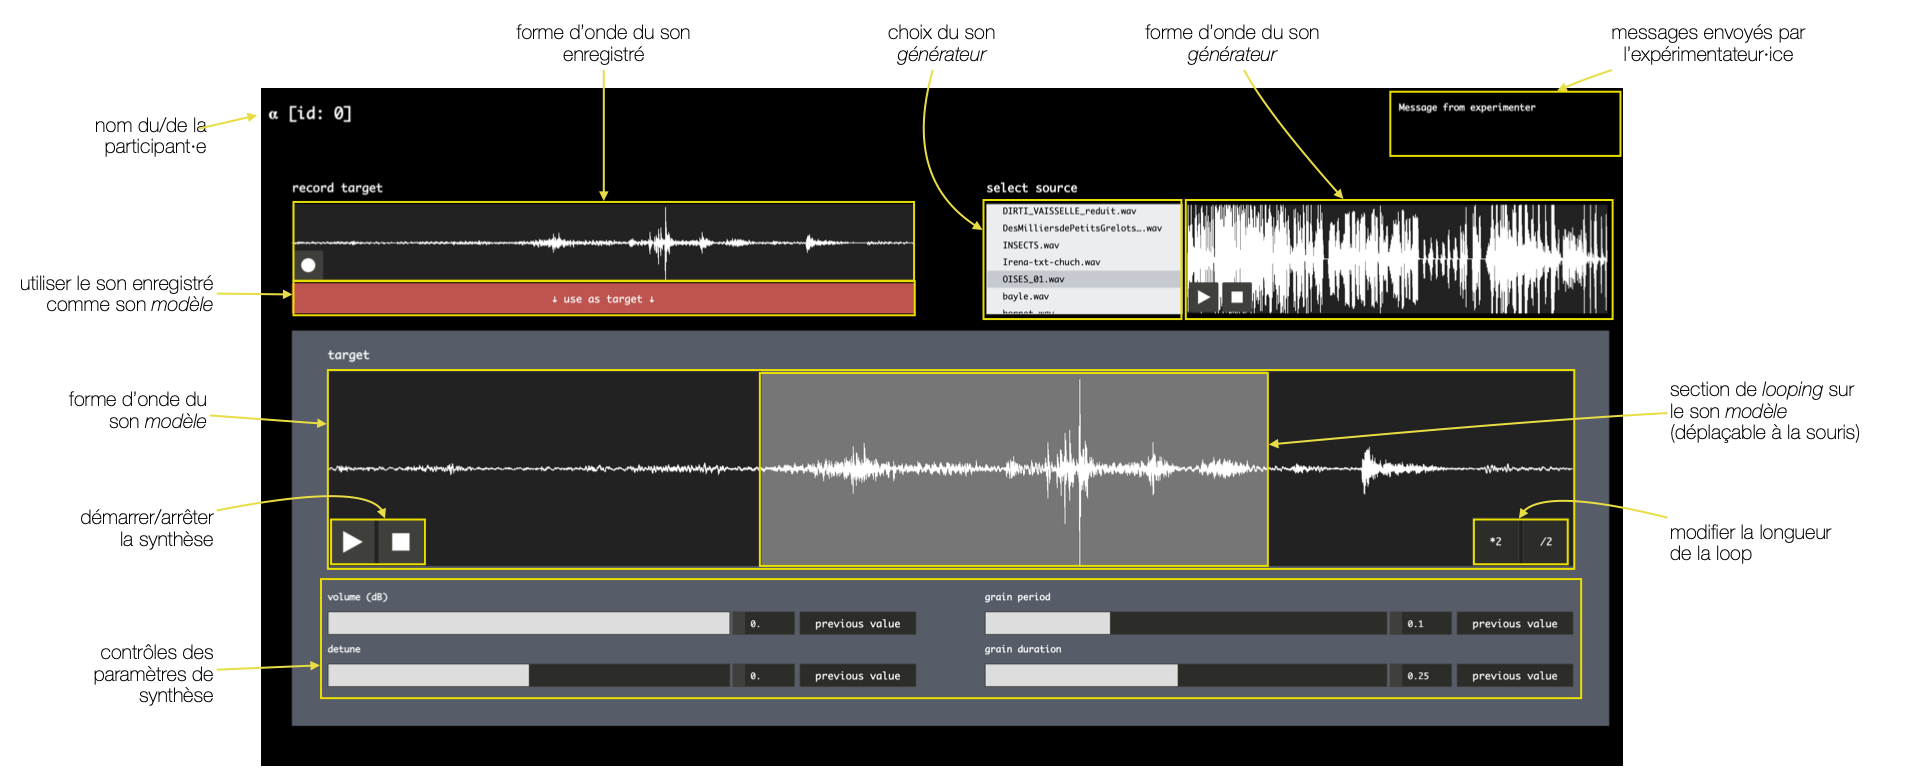 forme d'onde du son
enregistré
choix du son
générateur
forme d'onde du son
générateur
messages envoyés par
l'expérimentateur·ice
nom du/de la
participant·e
α [id: 0]
Message from experimenter
record target
select source
DIRTI_VAISSELLE_reduit.wav
DesMilliersdePetitsGrelots….wav
INSECTS.wav
Irena-txt-chuch.wav
OISES_01.wav
bayle.wav
utiliser le son enregistré
comme son modèle
↓ use as target ↓
target
forme d'onde du
son modèle
section de looping sur
le son modèle
(déplaçable à la souris)
démarrer/arrêter
la synthèse
*2 /2
modifier la longueur
de la loop
volume (dB)
0. previous value
detune
0. previous value
grain period
0.1 previous value
grain duration
0.25 previous value
contrôles des
paramètres de
synthèse